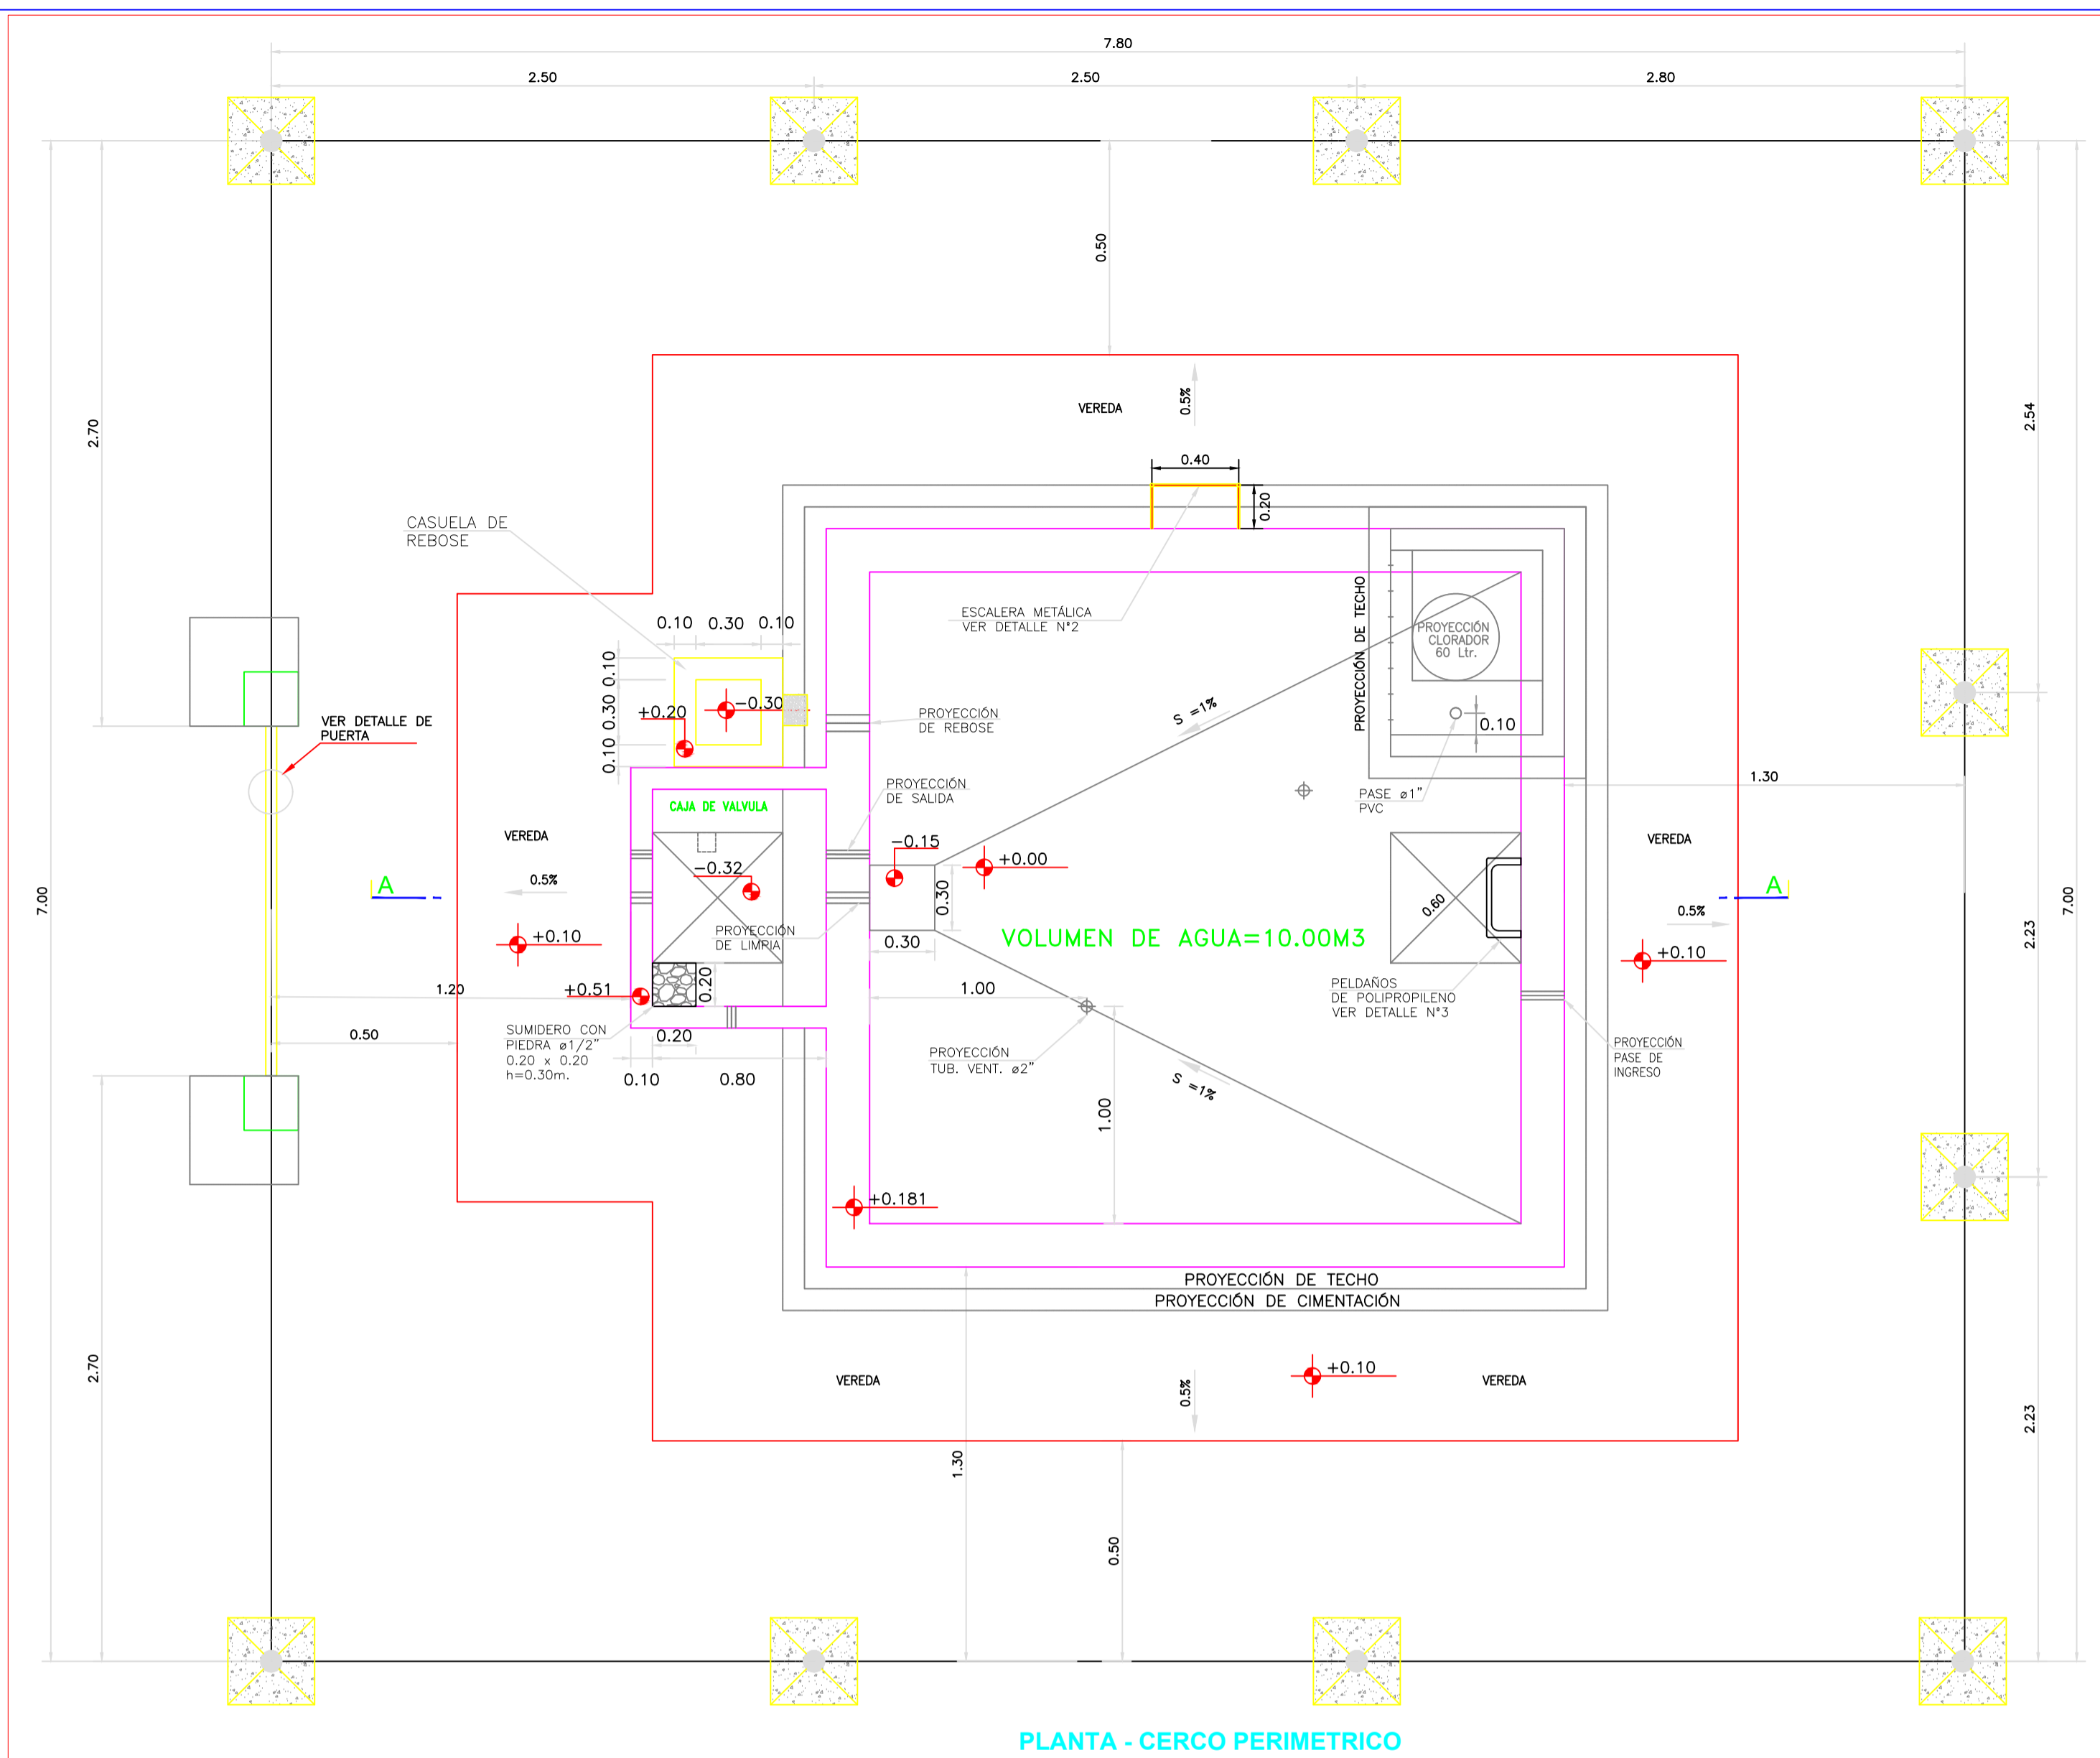 7.80
2.50
2.50
2.80
0.50
2.70
2.54
VEREDA
0.5%
0.40
0.20
CASUELA DE
REBOSE
ESCALERA METÁLICA
VER DETALLE N°2
PROYECCIÓN DE TECHO
PROYECCIÓN
CLORADOR
60 Ltr.
0.10
0.30
0.10
0.10
0.30
0.10
+0.20
-0.30
PROYECCIÓN
DE REBOSE
S =1%
0.10
VER DETALLE DE
PUERTA
PROYECCIÓN
DE SALIDA
PASE ø1"
PVC
1.30
CAJA DE VALVULA
VEREDA
VEREDA
-0.15
+0.00
-0.32
0.5%
A
A
7.00
7.00
0.30
0.60
0.5%
PROYECCIÓN
DE LIMPIA
0.30
VOLUMEN DE AGUA=10.00M3
2.23
+0.10
+0.10
1.20
+0.51
0.20
1.00
PELDAÑOS
DE POLIPROPILENO
VER DETALLE N°3
0.50
SUMIDERO CON
PIEDRA ø1/2"
0.20 x 0.20
h=0.30m.
0.20
0.10
0.80
PROYECCIÓN
TUB. VENT. ø2"
PROYECCIÓN
PASE DE
INGRESO
S =1%
1.00
+0.181
PROYECCIÓN DE TECHO
PROYECCIÓN DE CIMENTACIÓN
2.70
VEREDA
0.5%
+0.10
VEREDA
2.23
1.30
0.50
PLANTA - CERCO PERIMETRICO